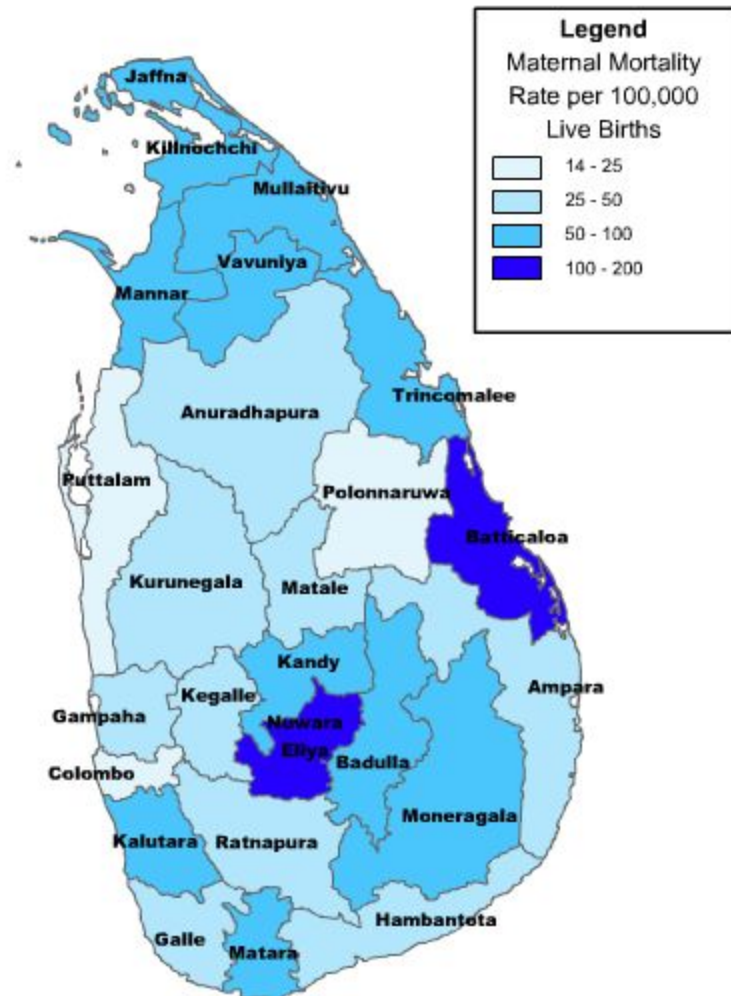 Legend
Maternal Mortality
Rate per 100,000
Live Births
14 - 25
25 - 50
50 - 100
100 - 200
Jaffna
Killnochchi
Mullaitivu
Vavuniya
Mannar
Trincomalee
Anuradhapura
Puttalam
Polonnaruwa
Batticaloa
Kurunegala
Matale
Kandy
Ampara
Kegalle
Gampaha
Nuwara
Eliya
Badulla
Colombo
Moneragala
Kalutara
Ratnapura
Hambantota
Galle
Matara